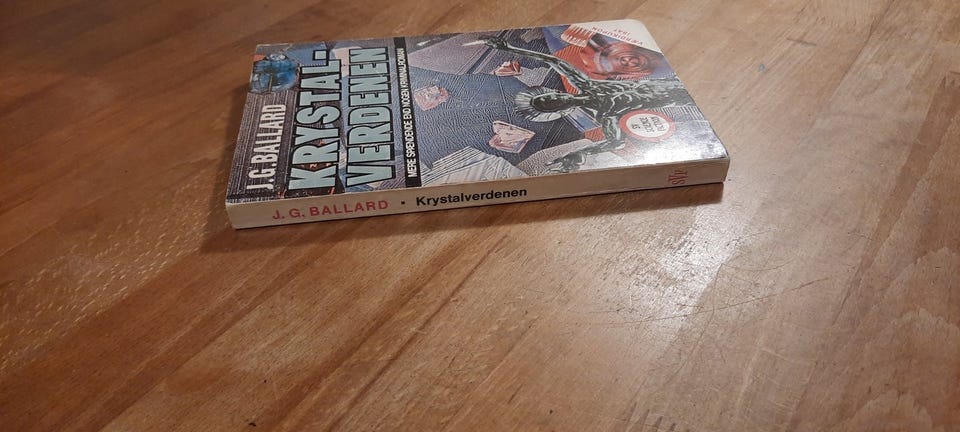 J.G.BALLARD
KRYSTAL-
VERDENEN
MERE SPÆNDENDE END NOGEN KRIMINALROMAN!
J. G. BALLARD · Krystalverdenen